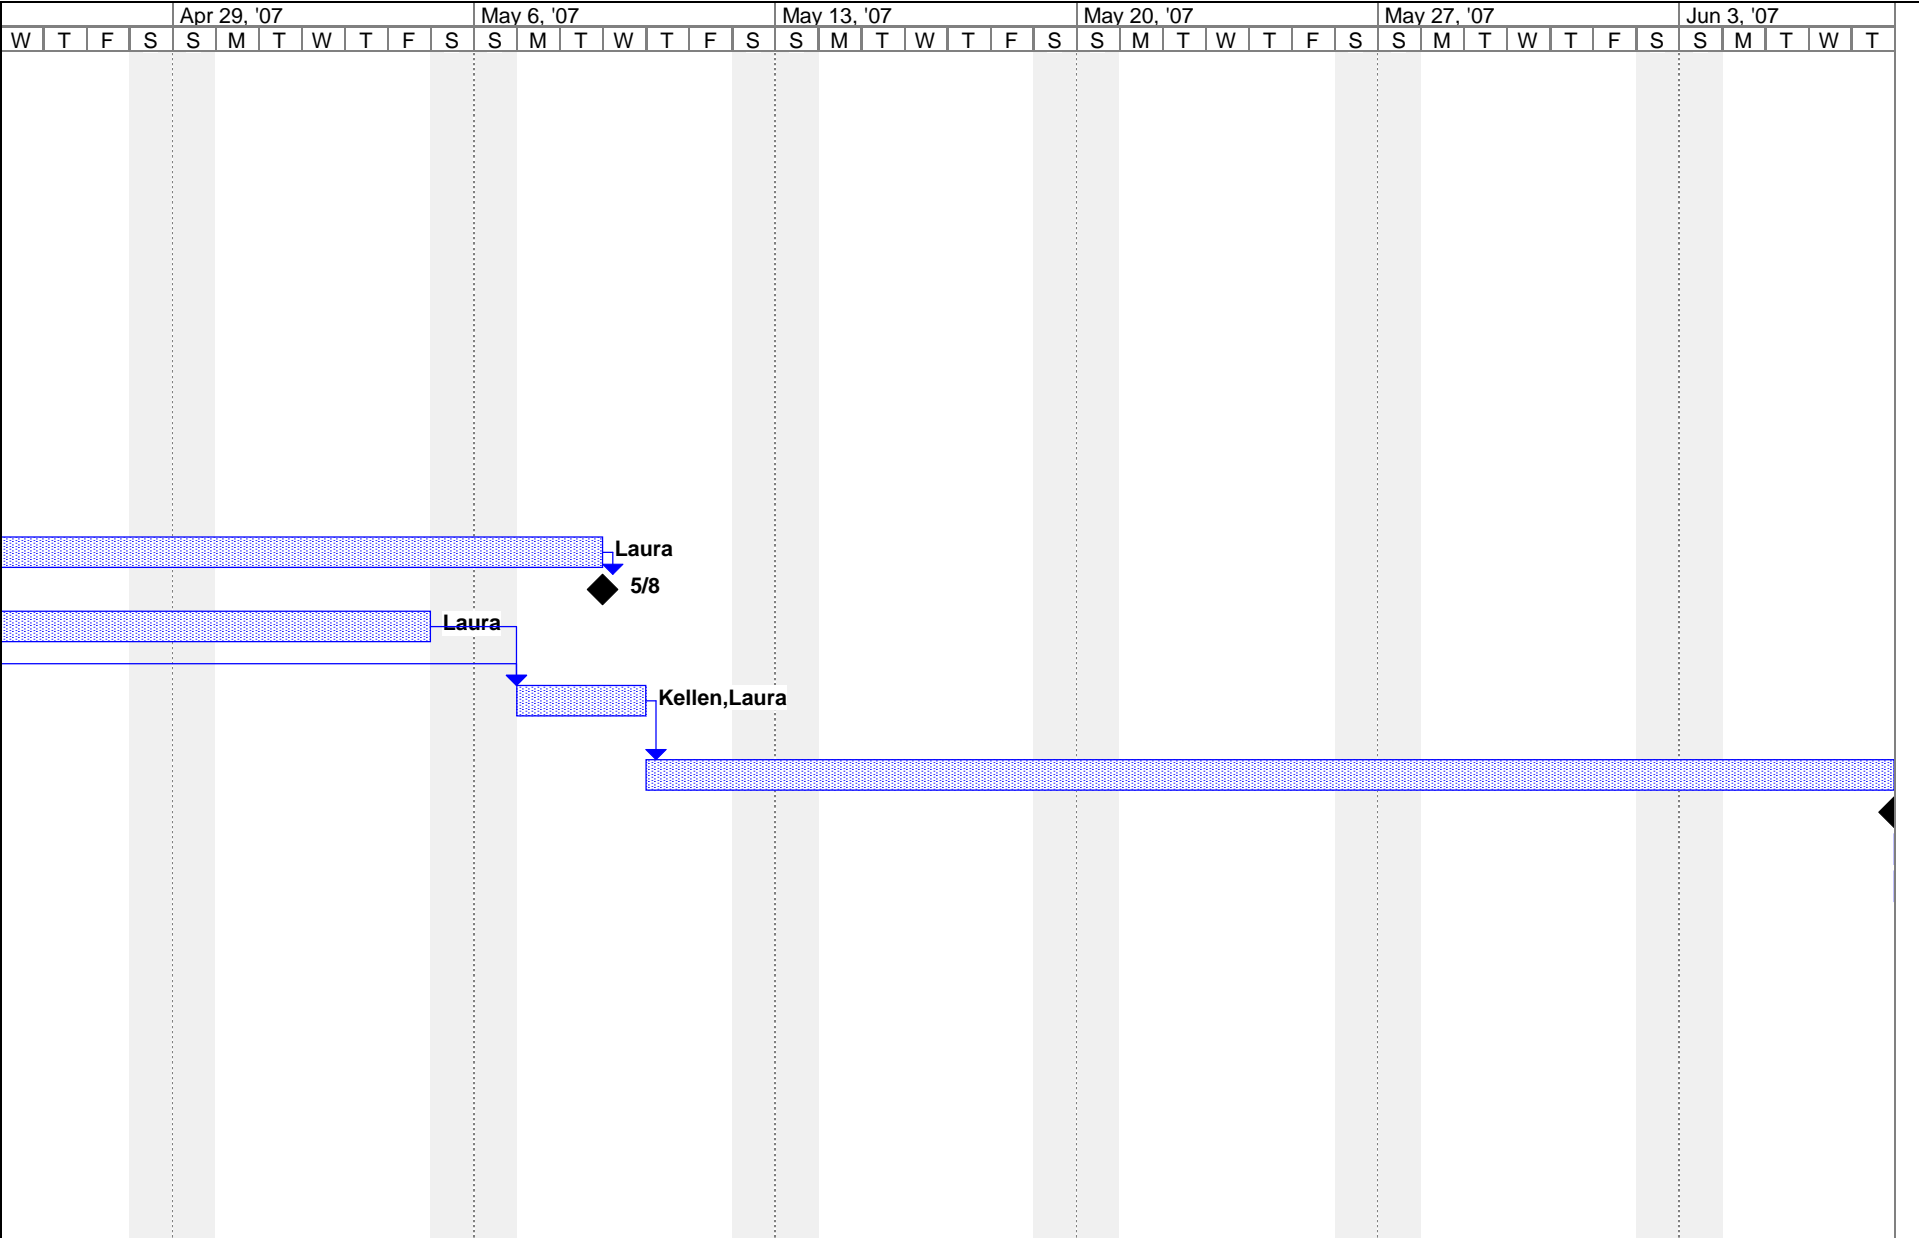 Apr 29, '07 May 6, '07 May 13, '07 May 20, '07 May 27, '07 Jun 3, '07
W T F S S M T W T F S S M T W T F S S M T W T F S S M T W T F S S M T W T F S S M T W T
Laura
5/8
Laura
Kellen,Laura